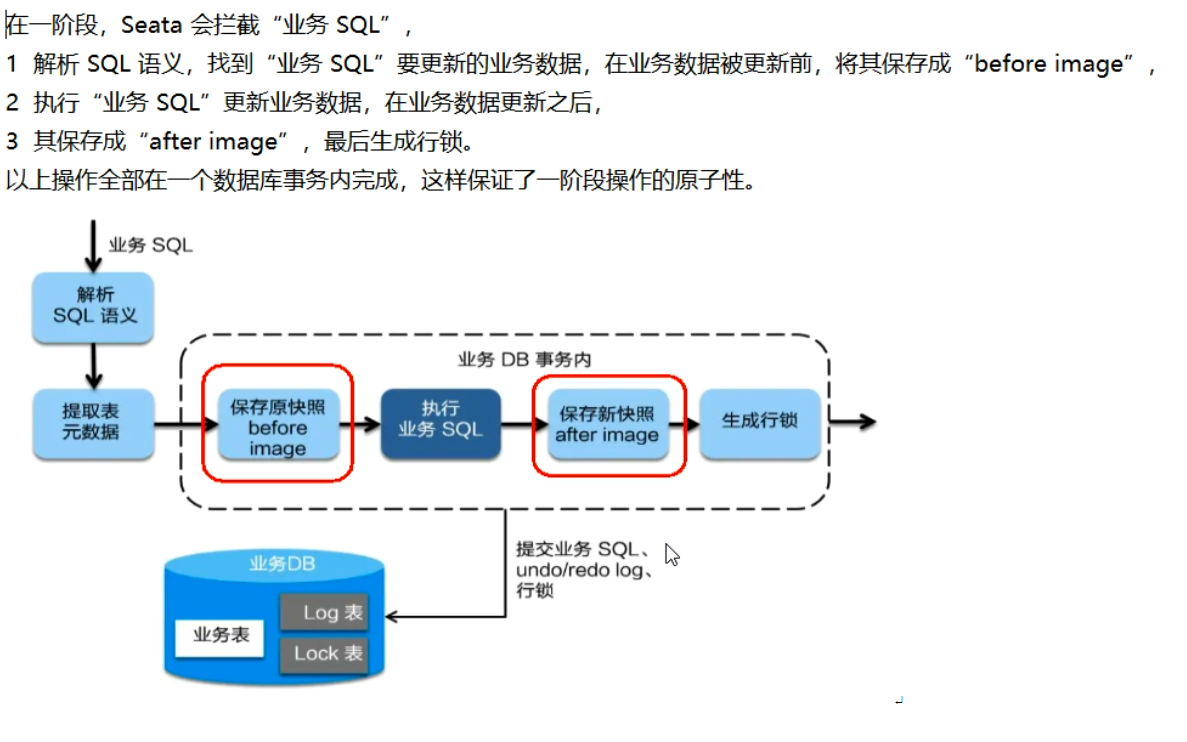 在一阶段，Seata 会拦截“业务 SQL”，
1 解析 SQL 语义，找到“业务 SQL”要更新的业务数据，在业务数据被更新前，将其保存成“before image”，
2 执行“业务 SQL”更新业务数据，在业务数据更新之后，
3 其保存成“after image”，最后生成行锁。
以上操作全部在一个数据库事务内完成，这样保证了一阶段操作的原子性。
业务 SQL
解析
SQL 语义
业务 DB 事务内
提取表
元数据
保存原快照
before
image
执行
业务 SQL
保存新快照
after image
生成行锁
提交业务 SQL、
undo/redo log、
行锁
业务DB
业务表
Log 表
Lock 表